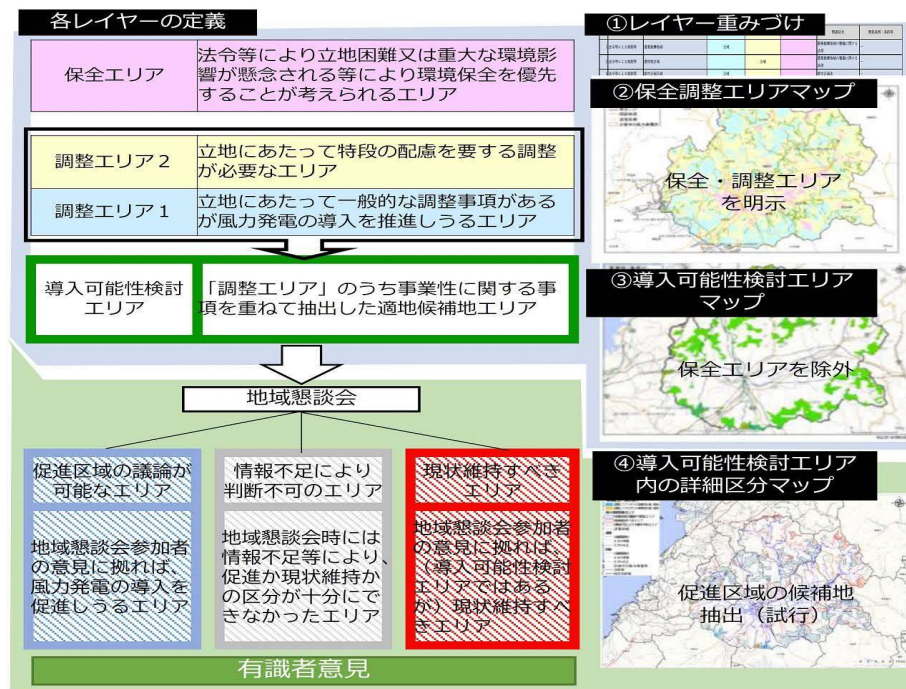 各レイヤーの定義
保全エリア
法令等により立地困難又は重大な環境影
響が懸念される等により環境保全を優先
することが考えられるエリア
調整エリア２
立地にあたって特段の配慮を要する調整
が必要なエリア
調整エリア１
立地にあたって一般的な調整事項がある
が風力発電の導入を推進しうるエリア
導入可能性検討
エリア
「調整エリア」のうち事業性に関する事
項を重ねて抽出した適地候補地エリア
地域懇談会
促進区域の議論が
可能なエリア
地域懇談会参加者
の意見に拠れば、
風力発電の導入を
促進しうるエリア
情報不足により
判断不可のエリア
地域懇談会時には
情報不足等により、
促進か現状維持か
の区分が十分にで
きなかったエリア
現状維持すべき
エリア
地域懇談会参加者
の意見に拠れば、
（導入可能性検討
エリアではある
が）現状維持すべ
きエリア
有識者意見
①レイヤー重みづけ
②保全調整エリアマップ
保全・調整エリア
を明示
③導入可能性検討エリア
マップ
保全エリアを除外
④導入可能性検討エリア
内の詳細区分マップ
促進区域の候補地
抽出（試行）